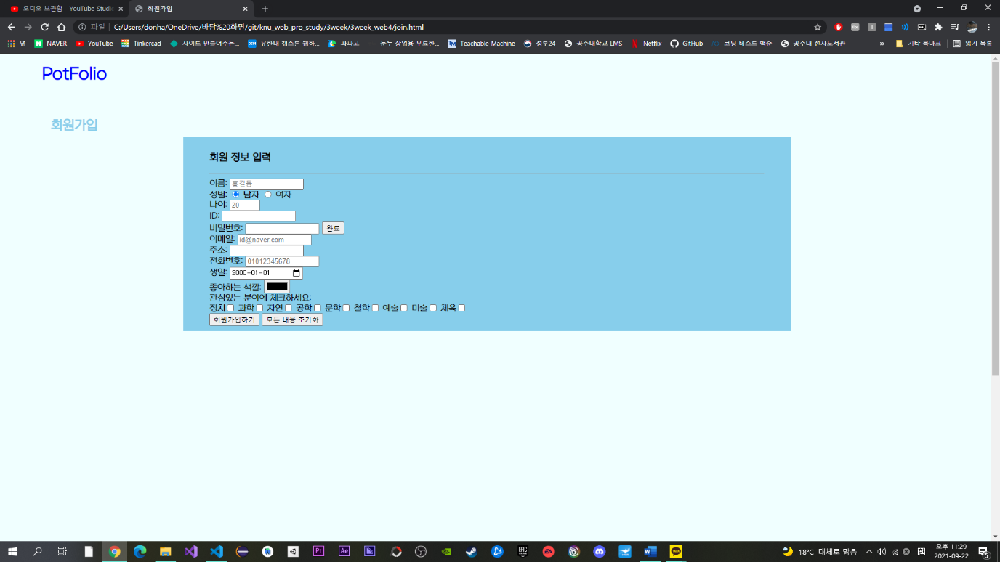 오디오 보관함 - YouTube Studi
회원가입
파일 C:/Users/donha/OneDrive/바탕%20화면/git/knu_web_pro_study/3week/3week_web4/join.html
앱 NAVER YouTube Tinkercad 사이트 만들어주는... 유한대 캡스톤 웹하... 파파고 눈누 상업용 무료한... Teachable Machine 정부24 공주대학교 LMS Netflix GitHub 코딩 테스트 백준 공주대 전자도서관 » 기타 북마크 읽기 목록
PotFolio
회원가입
회원 정보 입력
이름: 홍길동
성별: 남자 여자
나이: 20
ID:
비밀번호: 완료
이메일: id@naver.com
주소:
전화번호: 01012345678
생일: 2000-01-01
좋아하는 색깔:
관심있는 분야에 체크하세요:
정치 과학 자연 공학 문학 철학 예술 미술 체육
회원가입하기 모든 내용 초기화
18°C 대체로 맑음
오후 11:29
2021-09-22